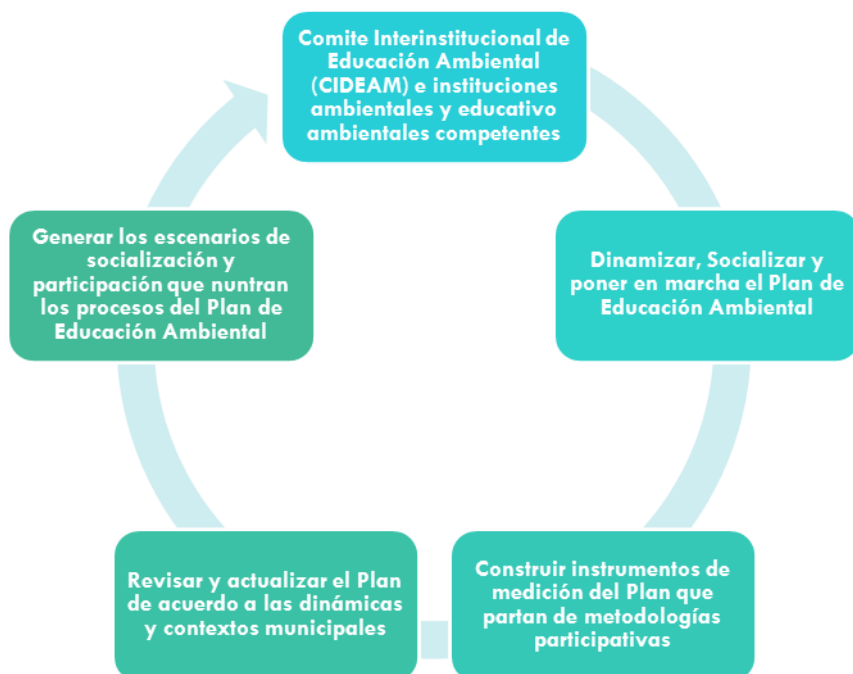 Comite Interinstitucional de
Educación Ambiental
(CIDEAM) e instituciones
ambientales y educativo
ambientales competentes
Dinamizar, Socializar y
poner en marcha el Plan de
Educación Ambiental
Construir instrumentos de
medición del Plan que
partan de metodologías
participativas
Revisar y actualizar el Plan
de acuerdo a las dinámicas
y contextos municipales
Generar los escenarios de
socialización y
participación que nuntran
los procesos del Plan de
Educación Ambiental